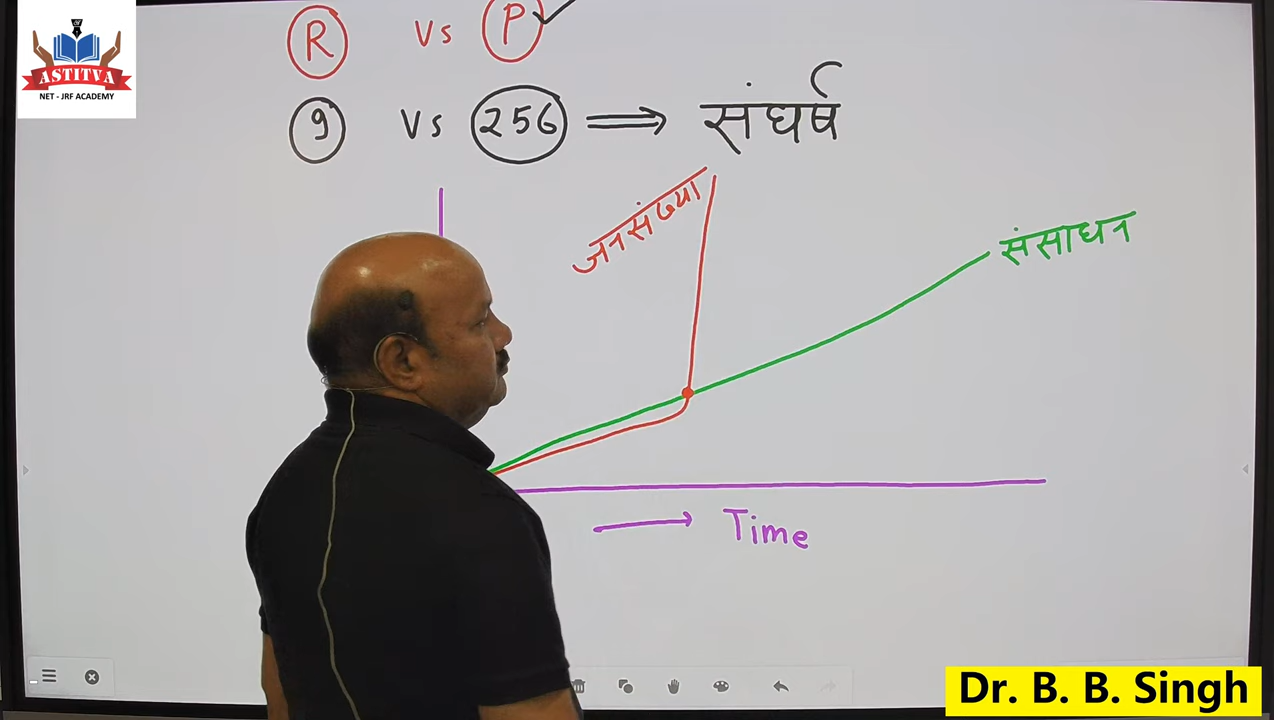 ASTITVA
NET - JRF ACADEMY
R Vs P
9 Vs 256 ⟹ संघर्ष
जनसंख्या
संसाधन
→ Time
Dr. B. B. Singh